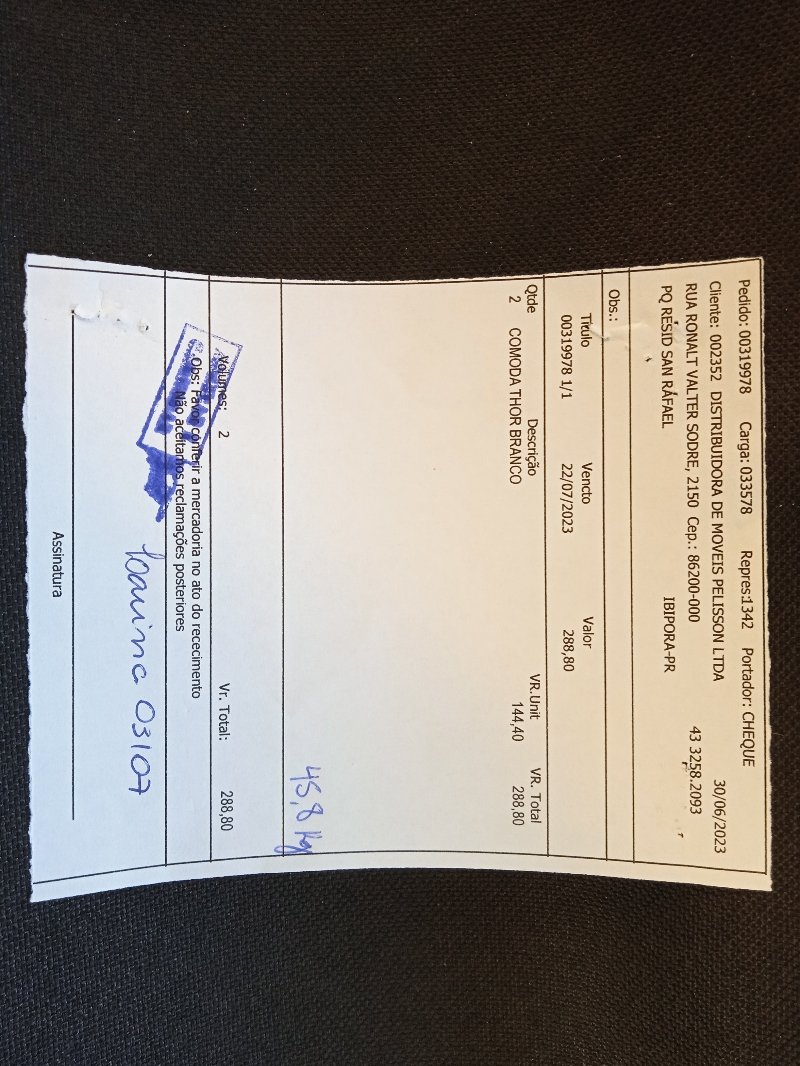 Pedido: 00319978 Carga: 033578 Repres:1342 Portador: CHEQUE
Cliente: 002352 DISTRIBUIDORA DE MOVEIS PELISSON LTDA 30/06/2023
RUA RONALT VALTER SODRE, 2150 Cep.: 86200-000 43 3258.2093
PQ RESID SAN RAFAEL IBIPORA-PR
Obs.:
Titulo Vencto Valor
00319978 1/1 22/07/2023 288,80
Qtde Descrição VR.Unit VR. Total
2 COMODA THOR BRANCO 144,40 288,80
45,8 Kg
Volumes: 2 Vr. Total: 288,80
Obs: Favor conferir a mercadoria no ato do rececimento
Não aceitamos reclamações posteriores
03/07
Assinatura